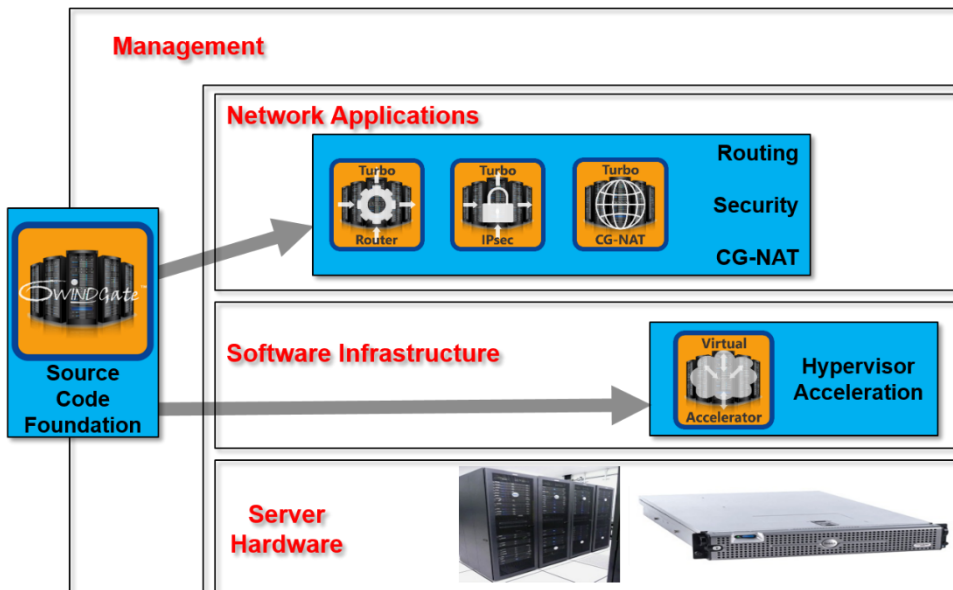 Management
Network Applications
Turbo
Router
Turbo
IPsec
Turbo
CG-NAT
Routing
Security
CG-NAT
6WINDGate™
Source
Code
Foundation
Software Infrastructure
Virtual
Accelerator
Hypervisor
Acceleration
Server
Hardware